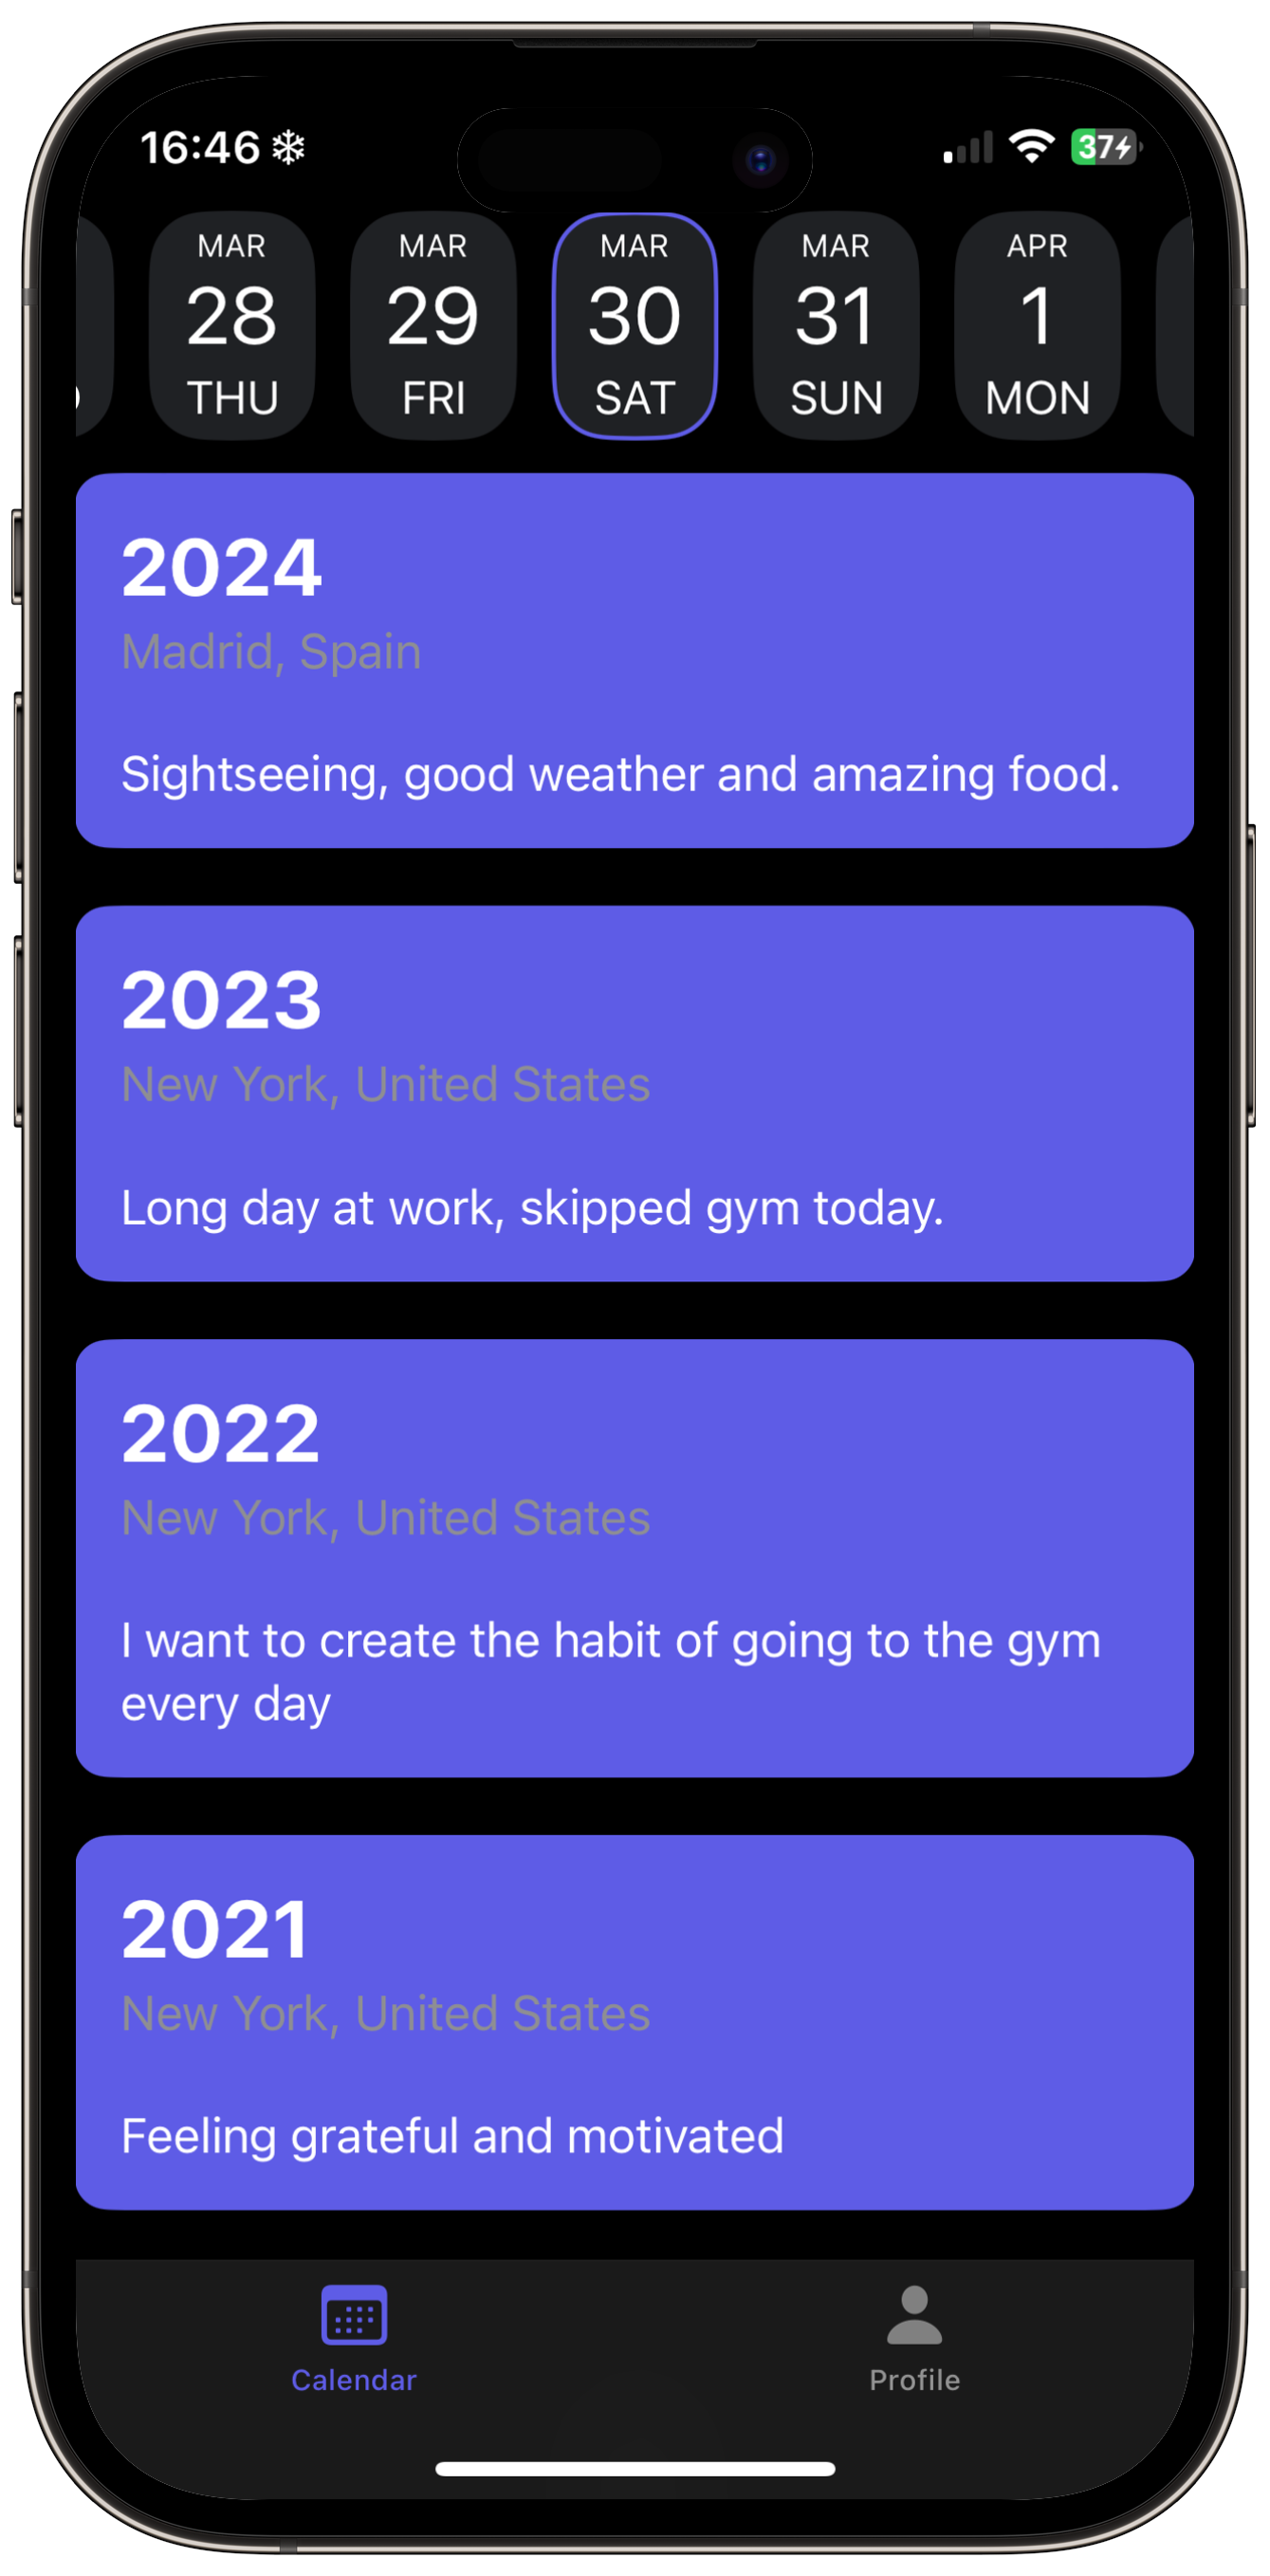 16:46
37
MAR MAR MAR MAR APR
28 29 30 31 1
THU FRI SAT SUN MON
2024
Madrid, Spain
Sightseeing, good weather and amazing food.
2023
New York, United States
Long day at work, skipped gym today.
2022
New York, United States
I want to create the habit of going to the gym
every day
2021
New York, United States
Feeling grateful and motivated
Calendar Profile